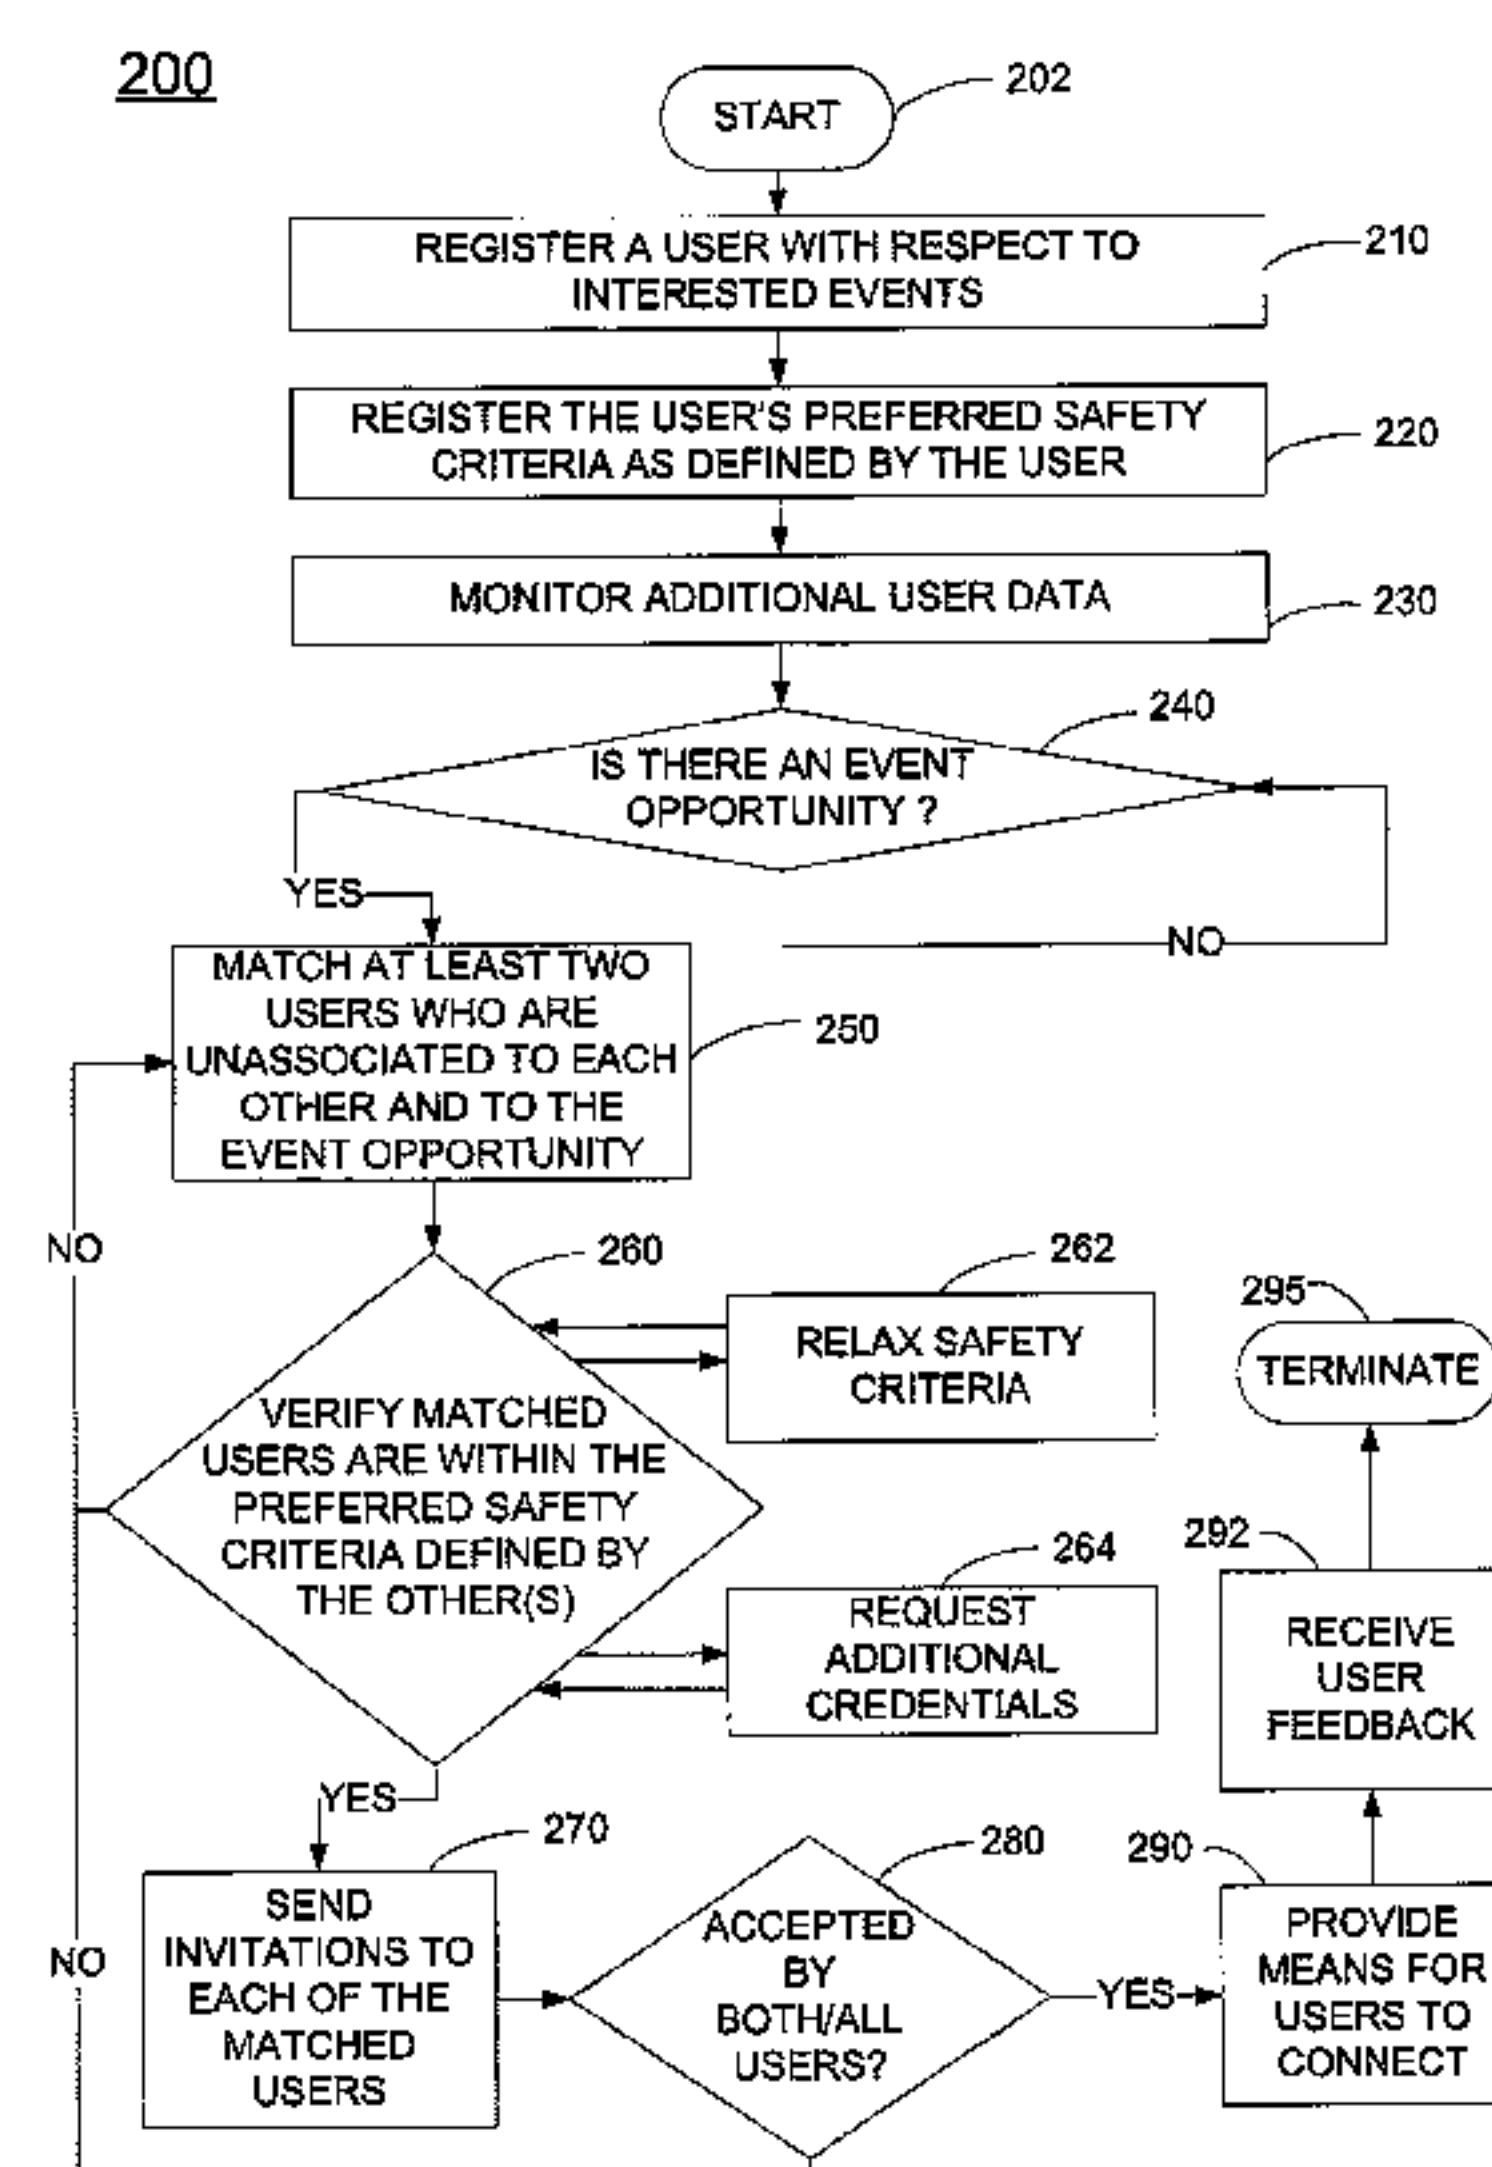 200
START
202
REGISTER A USER WITH RESPECT TO
INTERESTED EVENTS
210
REGISTER THE USER'S PREFERRED SAFETY
CRITERIA AS DEFINED BY THE USER
220
MONITOR ADDITIONAL USER DATA
230
240
IS THERE AN EVENT
OPPORTUNITY ?
YES
NO
MATCH AT LEAST TWO
USERS WHO ARE
UNASSOCIATED TO EACH
OTHER AND TO THE
EVENT OPPORTUNITY
250
NO
260
VERIFY MATCHED
USERS ARE WITHIN THE
PREFERRED SAFETY
CRITERIA DEFINED BY
THE OTHER(S)
262
RELAX SAFETY
CRITERIA
264
REQUEST
ADDITIONAL
CREDENTIALS
295
TERMINATE
292
RECEIVE
USER
FEEDBACK
YES
270
SEND
INVITATIONS TO
EACH OF THE
MATCHED
USERS
NO
280
ACCEPTED
BY
BOTH/ALL
USERS?
YES
290
PROVIDE
MEANS FOR
USERS TO
CONNECT